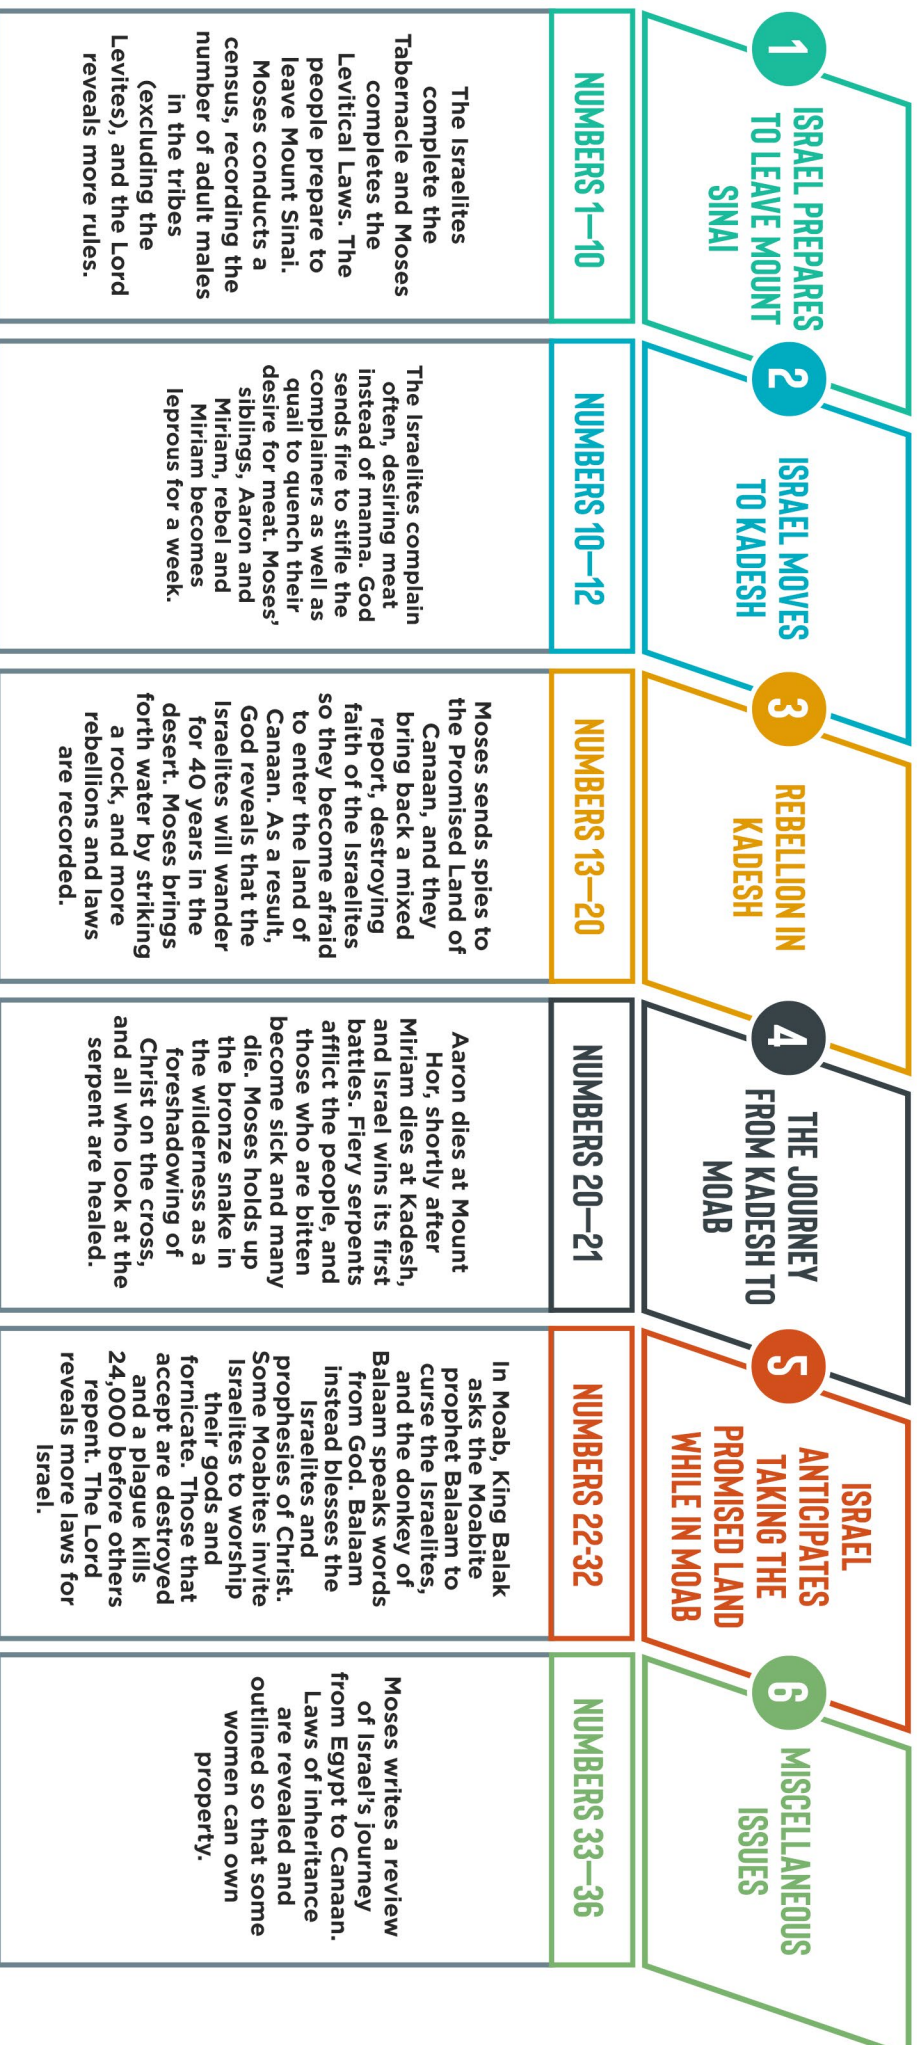 1
ISRAEL PREPARES
TO LEAVE MOUNT
SINAI
NUMBERS 1—10
The Israelites
complete the
Tabernacle and Moses
completes the
Levitical Laws. The
people prepare to
leave Mount Sinai.
Moses conducts a
census, recording the
number of adult males
in the tribes
(excluding the
Levites), and the Lord
reveals more rules.
2
ISRAEL MOVES
TO KADESH
NUMBERS 10—12
The Israelites complain
often, desiring meat
instead of manna. God
sends fire to stifle the
complainers as well as
quail to quench their
desire for meat. Moses’
siblings, Aaron and
Miriam, rebel and
Miriam becomes
leprous for a week.
3
REBELLION IN
KADESH
NUMBERS 13—20
Moses sends spies to
the Promised Land of
Canaan, and they
bring back a mixed
report, destroying
faith of the Israelites
so they become afraid
to enter the land of
Canaan. As a result,
God reveals that the
Israelites will wander
for 40 years in the
desert. Moses brings
forth water by striking
a rock, and more
rebellions and laws
are recorded.
4
THE JOURNEY
FROM KADESH TO
MOAB
NUMBERS 20—21
Aaron dies at Mount
Hor, shortly after
Miriam dies at Kadesh,
and Israel wins its first
battles. Fiery serpents
afflict the people, and
those who are bitten
become sick and many
die. Moses holds up
the bronze snake in
the wilderness as a
foreshadowing of
Christ on the cross,
and all who look at the
serpent are healed.
5
ISRAEL
ANTICIPATES
TAKING THE
PROMISED LAND
WHILE IN MOAB
NUMBERS 22-32
In Moab, King Balak
asks the Moabite
prophet Balaam to
curse the Israelites,
and the donkey of
Balaam speaks words
from God. Balaam
instead blesses the
Israelites and
prophesies of Christ.
Some Moabites invite
Israelites to worship
their gods and
fornicate. Those that
accept are destroyed
and a plague kills
24,000 before others
repent. The Lord
reveals more laws for
Israel.
6
MISCELLANEOUS
ISSUES
NUMBERS 33—36
Moses writes a review
of Israel’s journey
from Egypt to Canaan.
Laws of inheritance
are revealed and
outlined so that some
women can own
property.